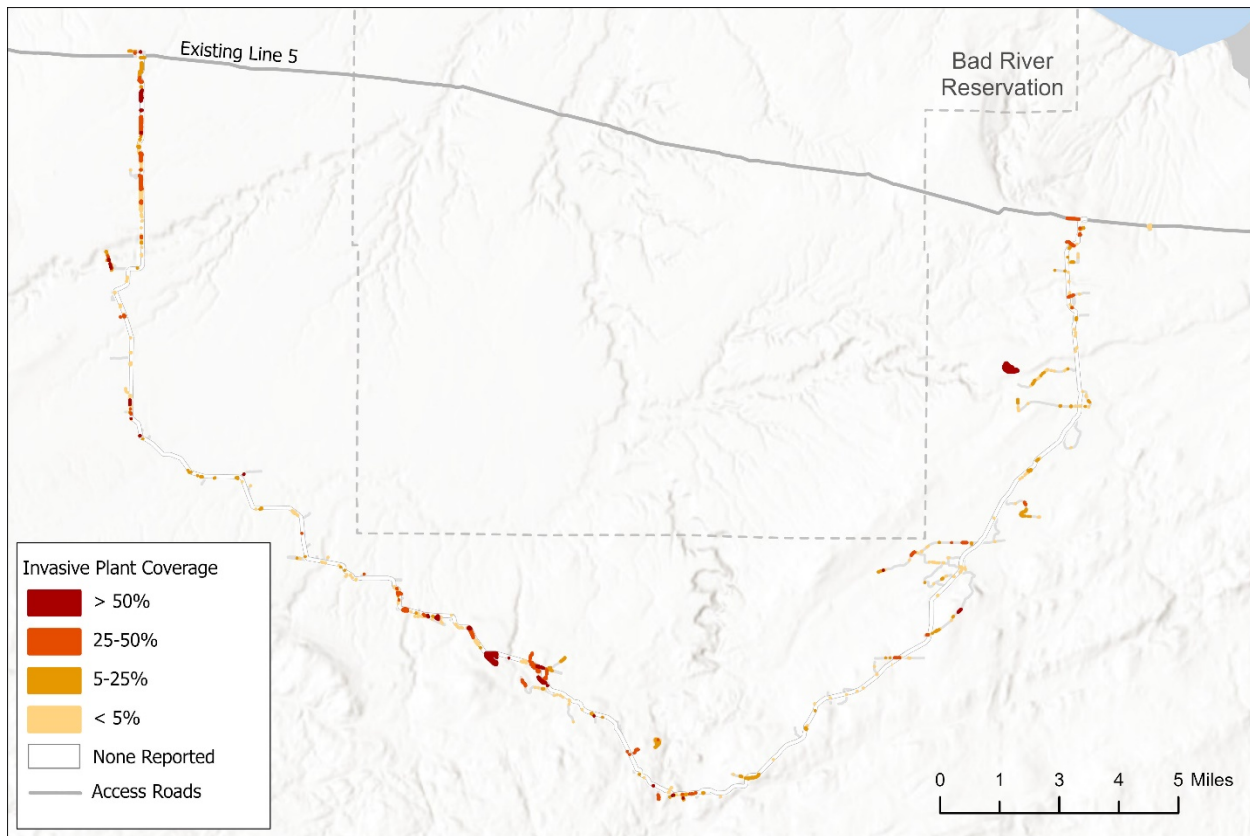 Existing Line 5
Bad River
Reservation
Invasive Plant Coverage
> 50%
25-50%
5-25%
< 5%
None Reported
Access Roads
0 1 3 4 5 Miles